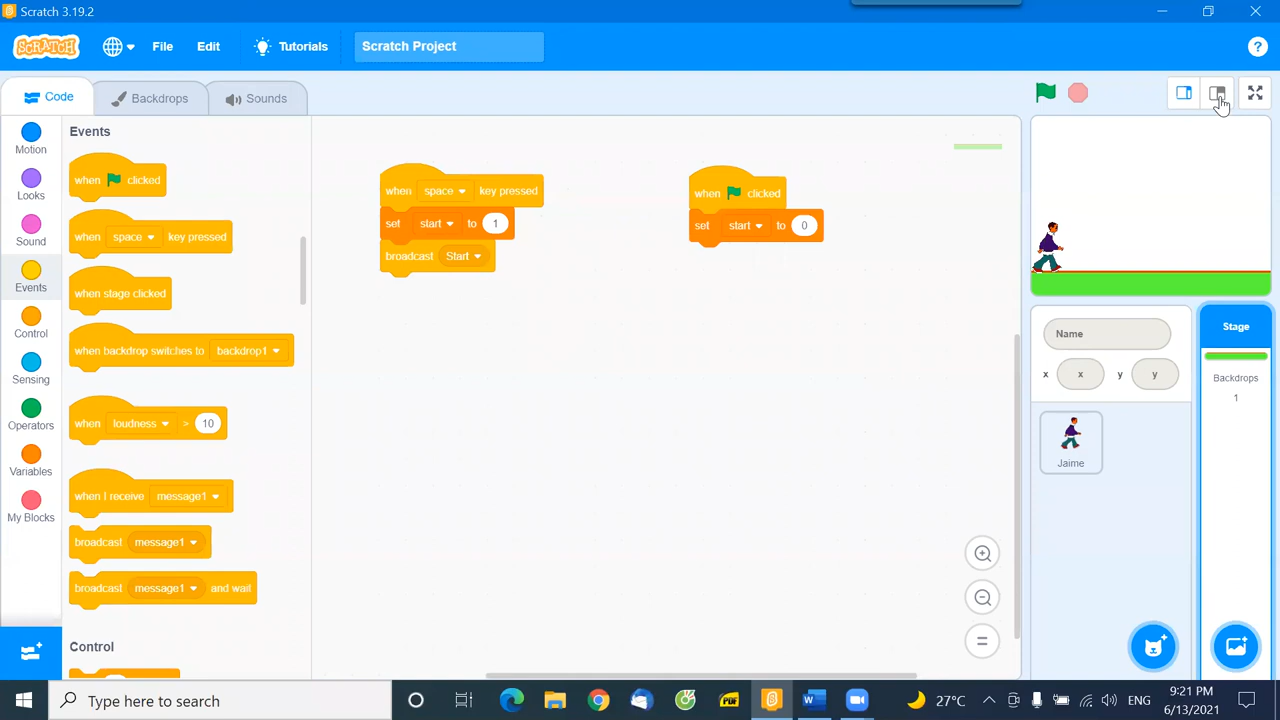 Scratch 3.19.2
SCRATCH
File
Edit
Tutorials
Scratch Project
?
Code
Backdrops
Sounds
Motion
Looks
Sound
Events
Control
Sensing
Operators
Variables
My Blocks
Events
when clicked
when space key pressed
when stage clicked
when backdrop switches to backdrop1
when loudness > 10
when I receive message1
broadcast message1
broadcast message1 and wait
Control
when space key pressed
set start to 1
broadcast Start
when clicked
set start to 0
Name
x x y y
Jaime
Stage
Backdrops
1
Type here to search
PDF
27°C
ENG
9:21 PM
6/13/2021